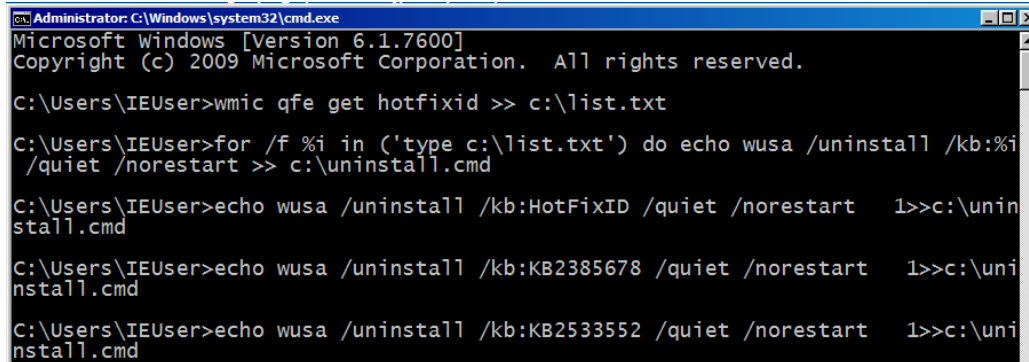 Administrator: C:\Windows\system32\cmd.exe
Microsoft Windows [Version 6.1.7600]
Copyright (c) 2009 Microsoft Corporation.  All rights reserved.
C:\Users\IEUser>wmic qfe get hotfixid >> c:\list.txt
C:\Users\IEUser>for /f %i in ('type c:\list.txt') do echo wusa /uninstall /kb:%i
 /quiet /norestart >> c:\uninstall.cmd
C:\Users\IEUser>echo wusa /uninstall /kb:HotFixID /quiet /norestart   1>>c:\unin
stall.cmd
C:\Users\IEUser>echo wusa /uninstall /kb:KB2385678 /quiet /norestart   1>>c:\uni
nstall.cmd
C:\Users\IEUser>echo wusa /uninstall /kb:KB2533552 /quiet /norestart   1>>c:\uni
nstall.cmd